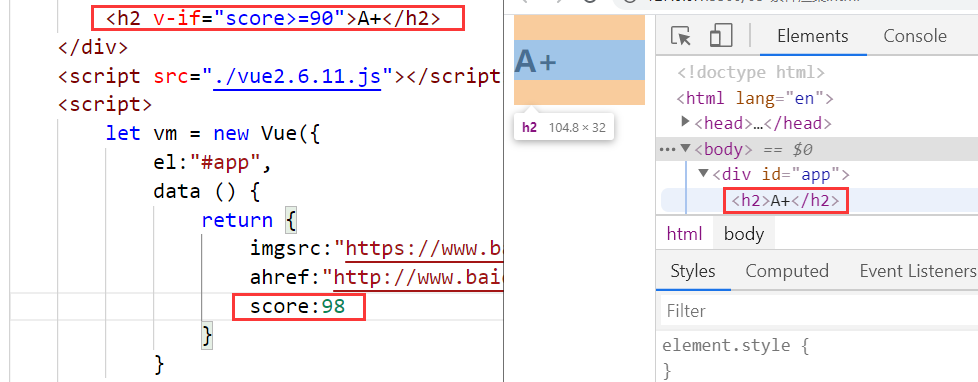 <h2 v-if="score>=90">A+</h2>
</div>
<script src="./vue2.6.11.js"></script
<script>
let vm = new Vue({
el:"#app",
data () {
return {
imgsrc:"https://www.ba
ahref:"http://www.baid
score:98
}
}
A+
h2 104.8 × 32
Elements Console
<!doctype html>
<html lang="en">
<head>…</head>
<body> == $0
<div id="app">
<h2>A+</h2>
html body
Styles Computed Event Listeners
Filter
element.style {
}